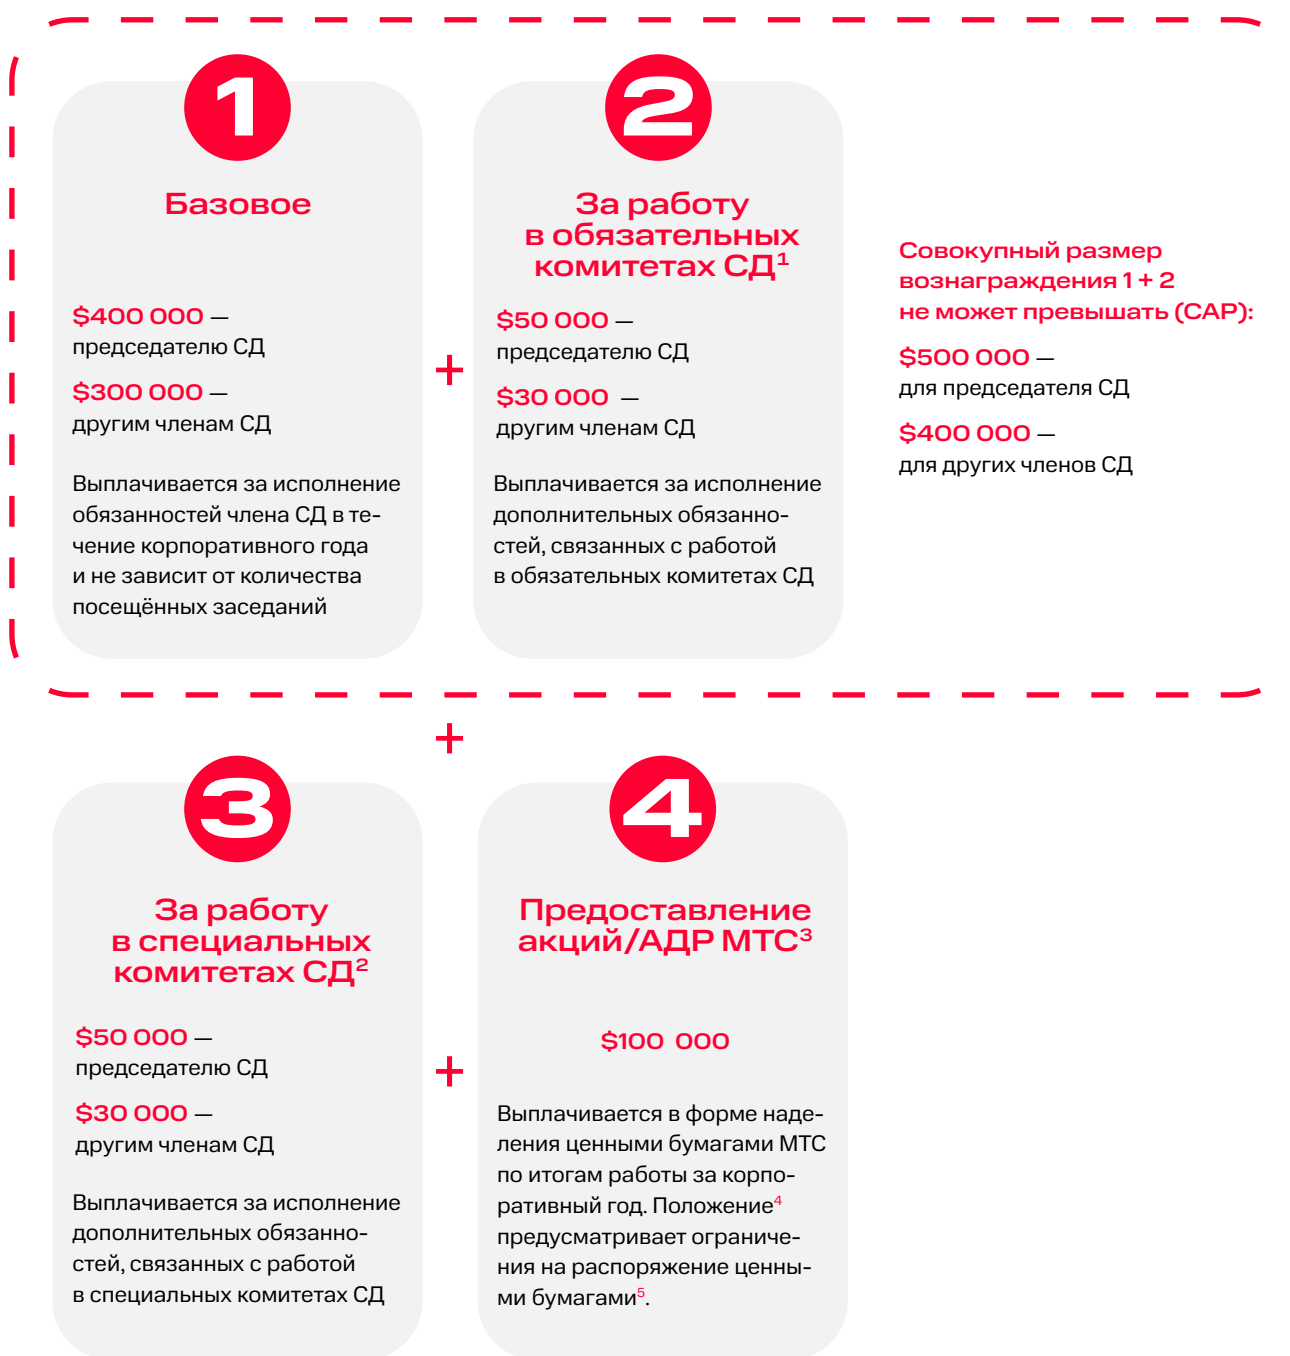 1
Базовое
$400 000 —
председателю СД
$300 000 —
другим членам СД
Выплачивается за исполнение
обязанностей члена СД в те-
чение корпоративного года
и не зависит от количества
посещённых заседаний
+
2
За работу
в обязательных
комитетах СД¹
$50 000 —
председателю СД
$30 000 —
другим членам СД
Выплачивается за исполнение
дополнительных обязанно-
стей, связанных с работой
в обязательных комитетах СД
Совокупный размер
вознаграждения 1 + 2
не может превышать (CAP):
$500 000 —
для председателя СД
$400 000 —
для других членов СД
+
3
За работу
в специальных
комитетах СД²
$50 000 —
председателю СД
$30 000 —
другим членам СД
Выплачивается за исполнение
дополнительных обязанно-
стей, связанных с работой
в специальных комитетах СД
+
4
Предоставление
акций/АДР МТС³
$100 000
Выплачивается в форме наде-
ления ценными бумагами МТС
по итогам работы за корпо-
ративный год. Положение⁴
предусматривает ограниче-
ния на распоряжение ценны-
ми бумагами⁵.